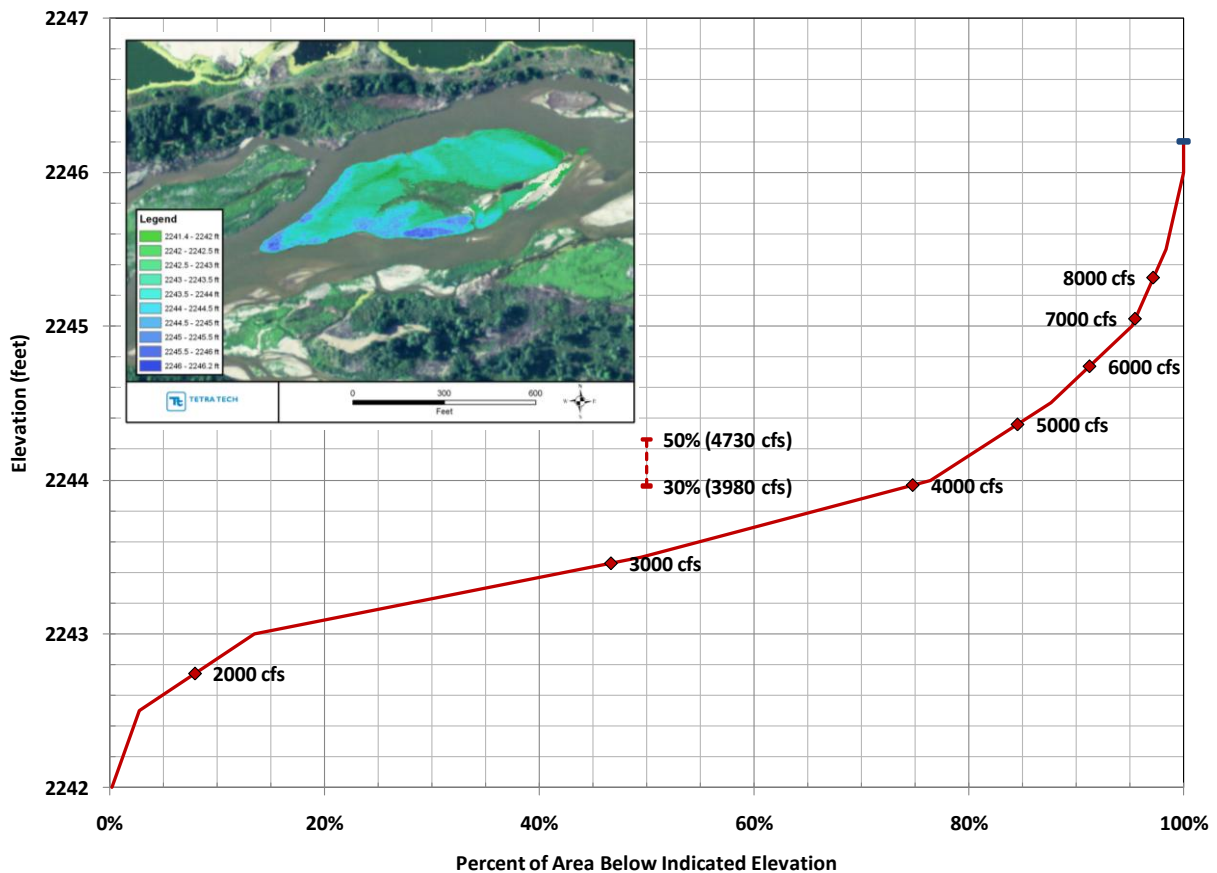 2247
2246
2245
2244
2243
2242
Elevation (feet)
Legend
2241.4 - 2242 ft
2242 - 2242.5 ft
2242.5 - 2243 ft
2243 - 2243.5 ft
2243.5 - 2244 ft
2244 - 2244.5 ft
2244.5 - 2245 ft
2245 - 2245.5 ft
2245.5 - 2246 ft
2246 - 2246.2 ft
Tt TETRA TECH
0 300 600
Feet
N
W E
S
8000 cfs
7000 cfs
6000 cfs
5000 cfs
50% (4730 cfs)
30% (3980 cfs)
4000 cfs
3000 cfs
2000 cfs
0% 20% 40% 60% 80% 100%
Percent of Area Below Indicated Elevation